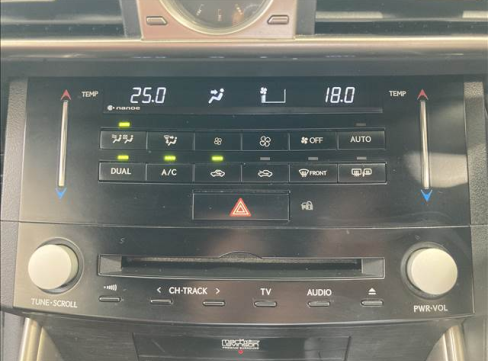 TEMP 25.0 18.0 TEMP
nanoe
OFF AUTO
DUAL A/C FRONT
CH-TRACK TV AUDIO
TUNE·SCROLL PWR·VOL